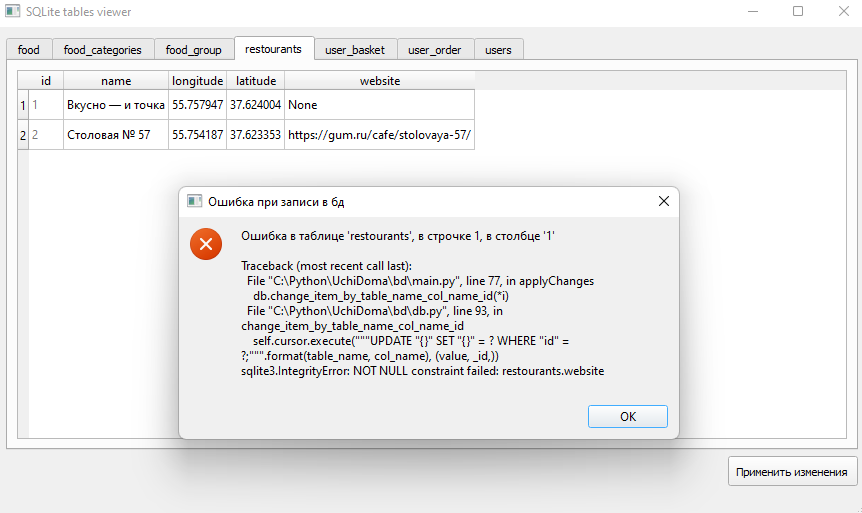 SQLite tables viewer
food food_categories food_group restourants user_basket user_order users
id name longitude latitude website
1 1 Вкусно — и точка 55.757947 37.624004 None
2 2 Столовая № 57 55.754187 37.623353 https://gum.ru/cafe/stolovaya-57/
Ошибка при записи в бд
Ошибка в таблице 'restourants', в строчке 1, в столбце '1'
Traceback (most recent call last):
File "C:\Python\UchiDoma\bd\main.py", line 77, in applyChanges
db.change_item_by_table_name_col_name_id(*i)
File "C:\Python\UchiDoma\bd\db.py", line 93, in
change_item_by_table_name_col_name_id
self.cursor.execute("""UPDATE "{}" SET "{}" = ? WHERE "id" =
?;""".format(table_name, col_name), (value, _id,))
sqlite3.IntegrityError: NOT NULL constraint failed: restourants.website
OK
Применить изменения